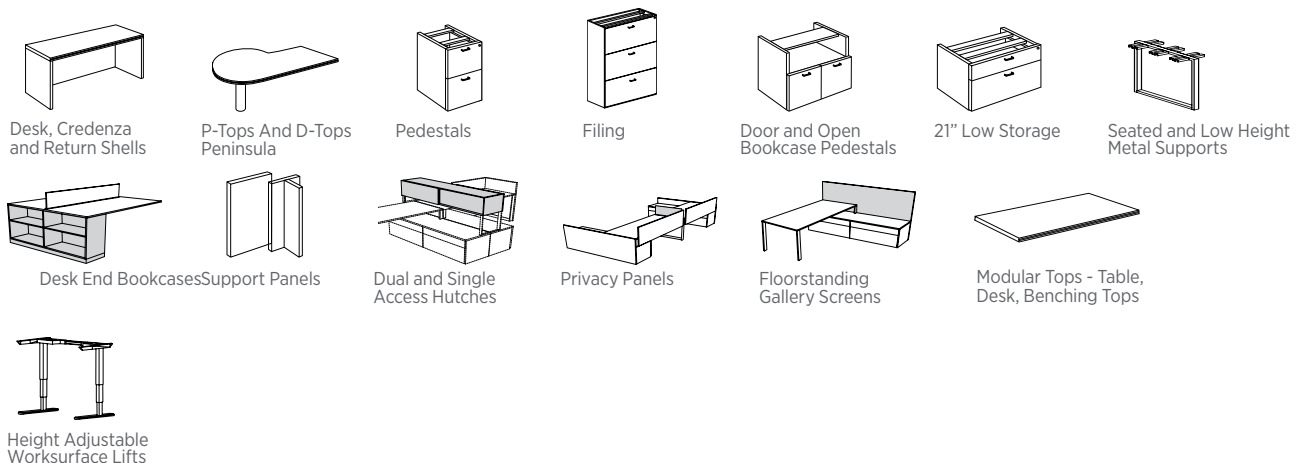 Desk, Credenza
and Return Shells
P-Tops And D-Tops
Peninsula
Pedestals
Filing
Door and Open
Bookcase Pedestals
21” Low Storage
Seated and Low Height
Metal Supports
Desk End Bookcases
Support Panels
Dual and Single
Access Hutches
Privacy Panels
Floorstanding
Gallery Screens
Modular Tops - Table,
Desk, Benching Tops
Height Adjustable
Worksurface Lifts